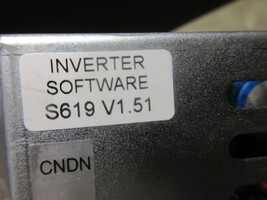 INVERTER
SOFTWARE
S619 V1.51
CNDN